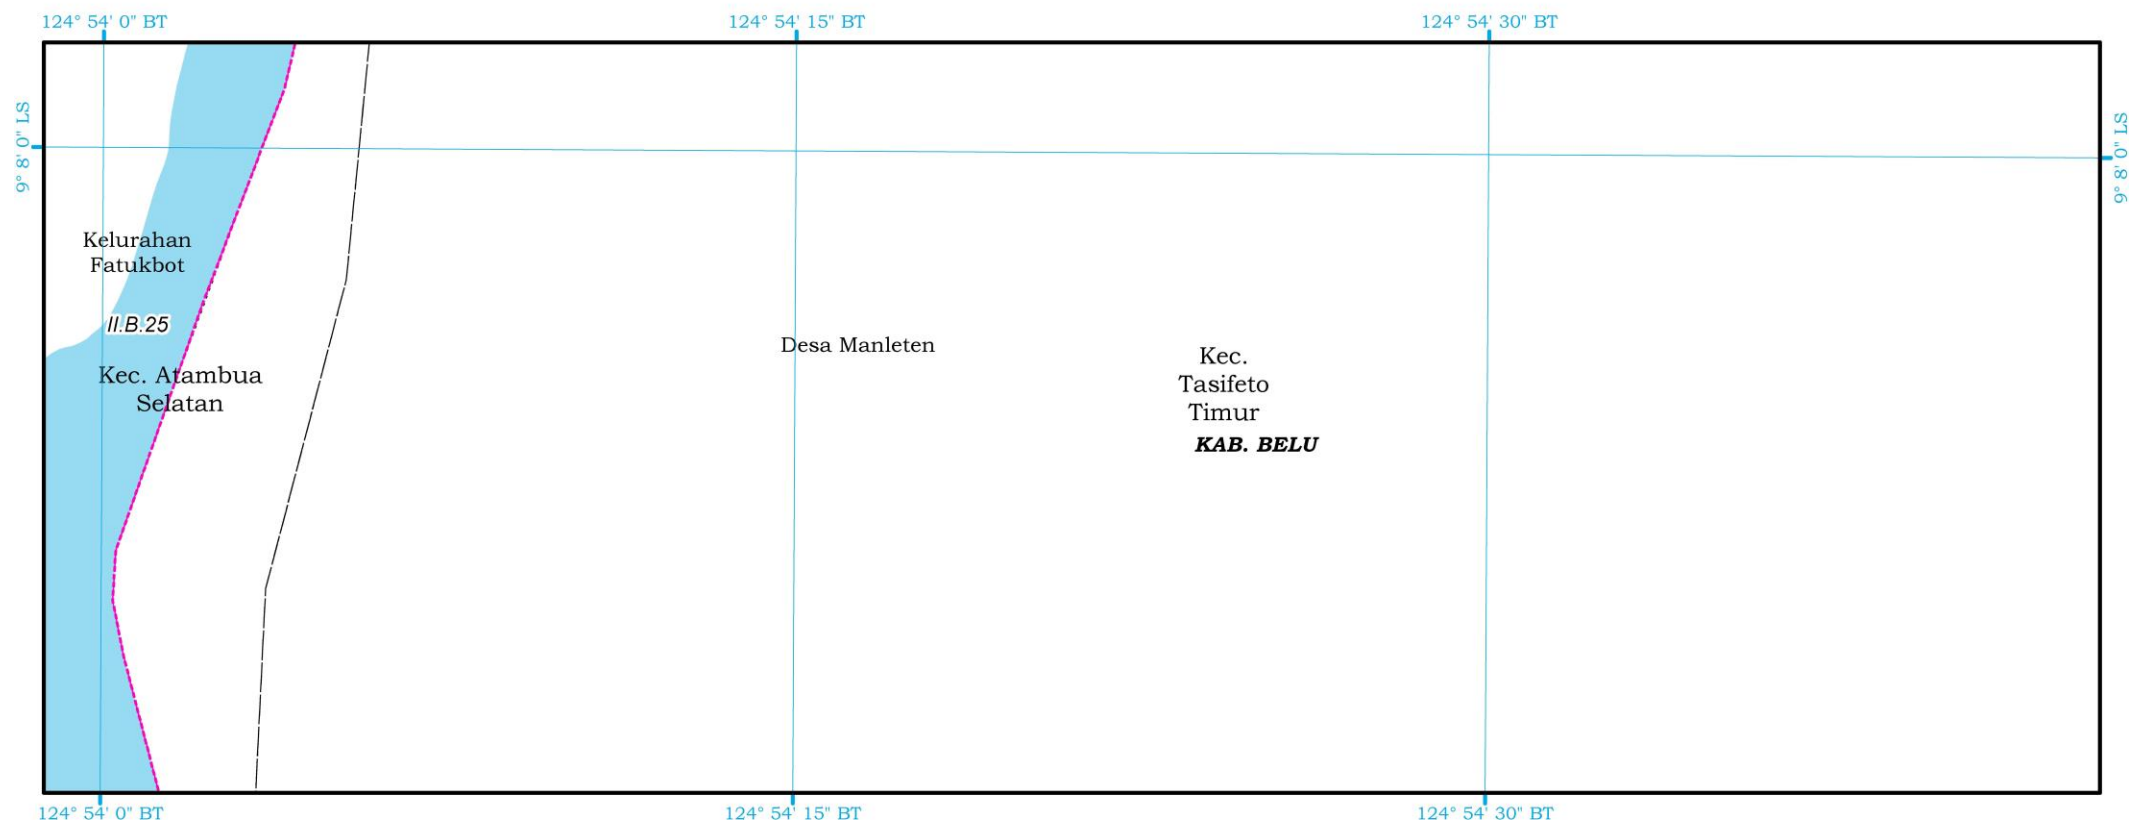 124° 54' 0" BT
124° 54' 15" BT
124° 54' 30" BT
9° 8' 0" LS
9° 8' 0" LS
Kelurahan
Fatukbot
II.B.25
Kec. Atambua
Selatan
Desa Manleten
Kec.
Tasifeto
Timur
KAB. BELU
124° 54' 0" BT
124° 54' 15" BT
124° 54' 30" BT